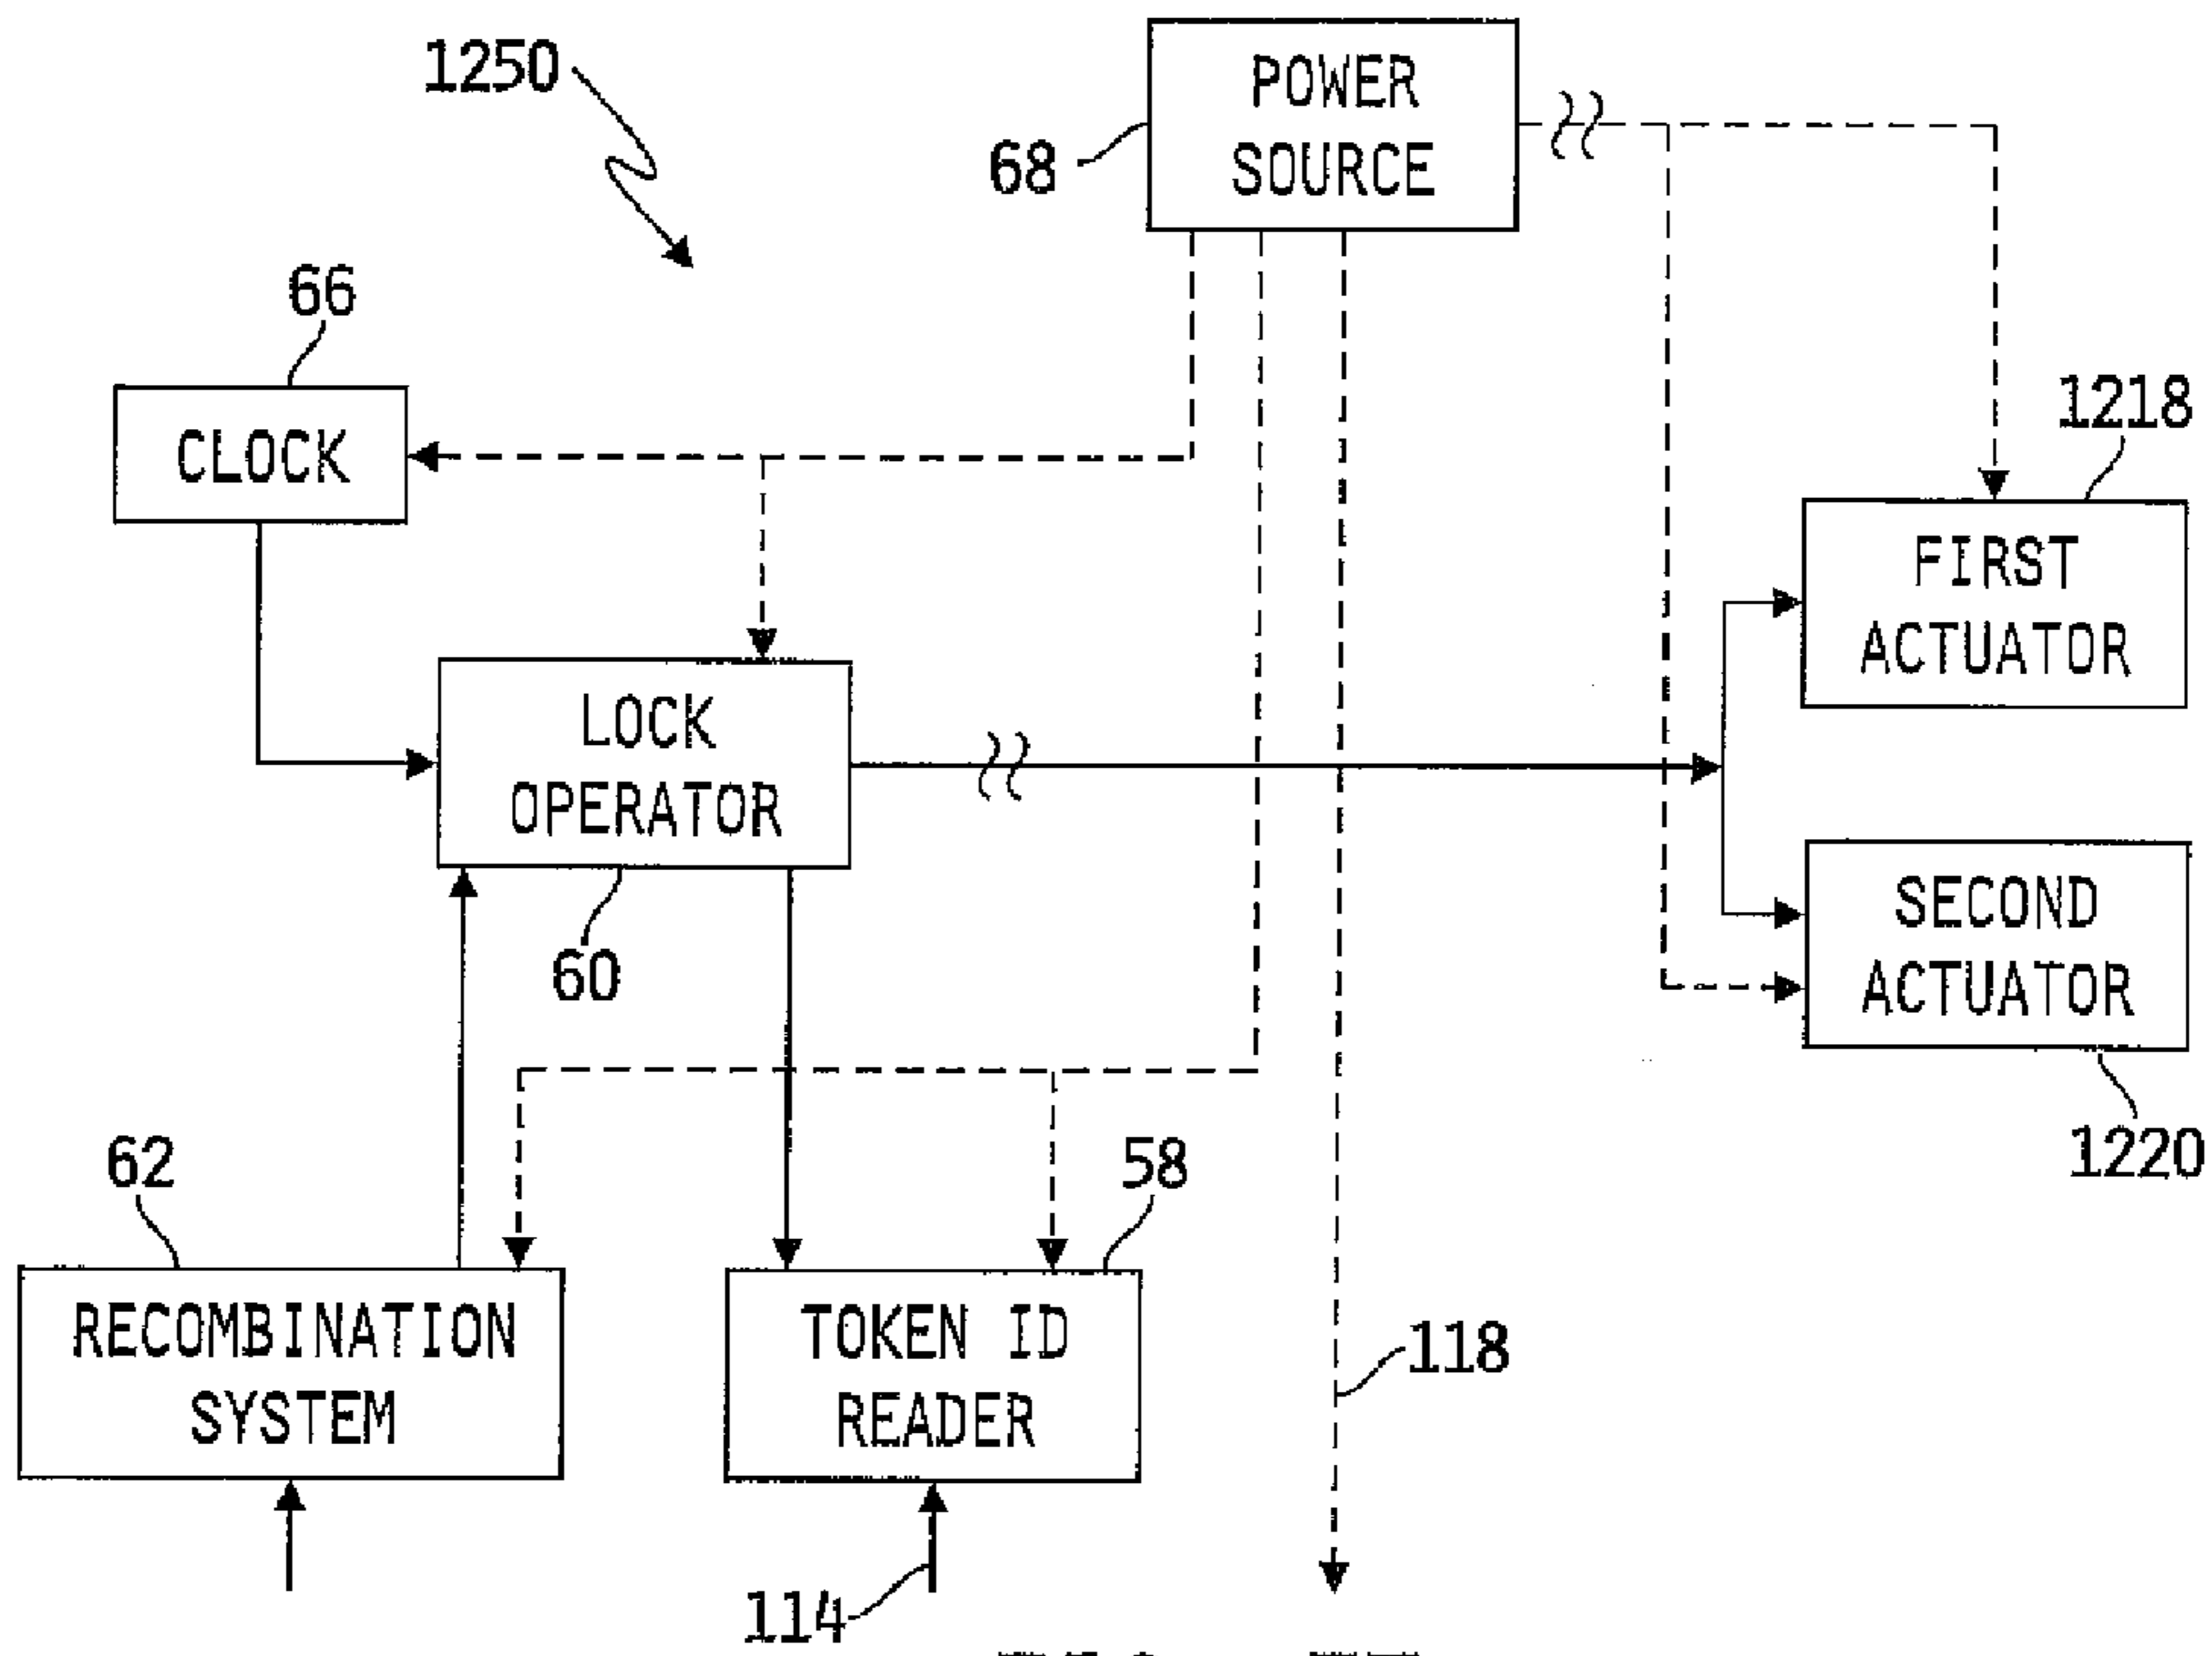 1250
POWER
SOURCE
68
66
CLOCK
1218
FIRST
ACTUATOR
LOCK
OPERATOR
60
SECOND
ACTUATOR
1220
62
58
RECOMBINATION
SYSTEM
TOKEN ID
READER
118
114